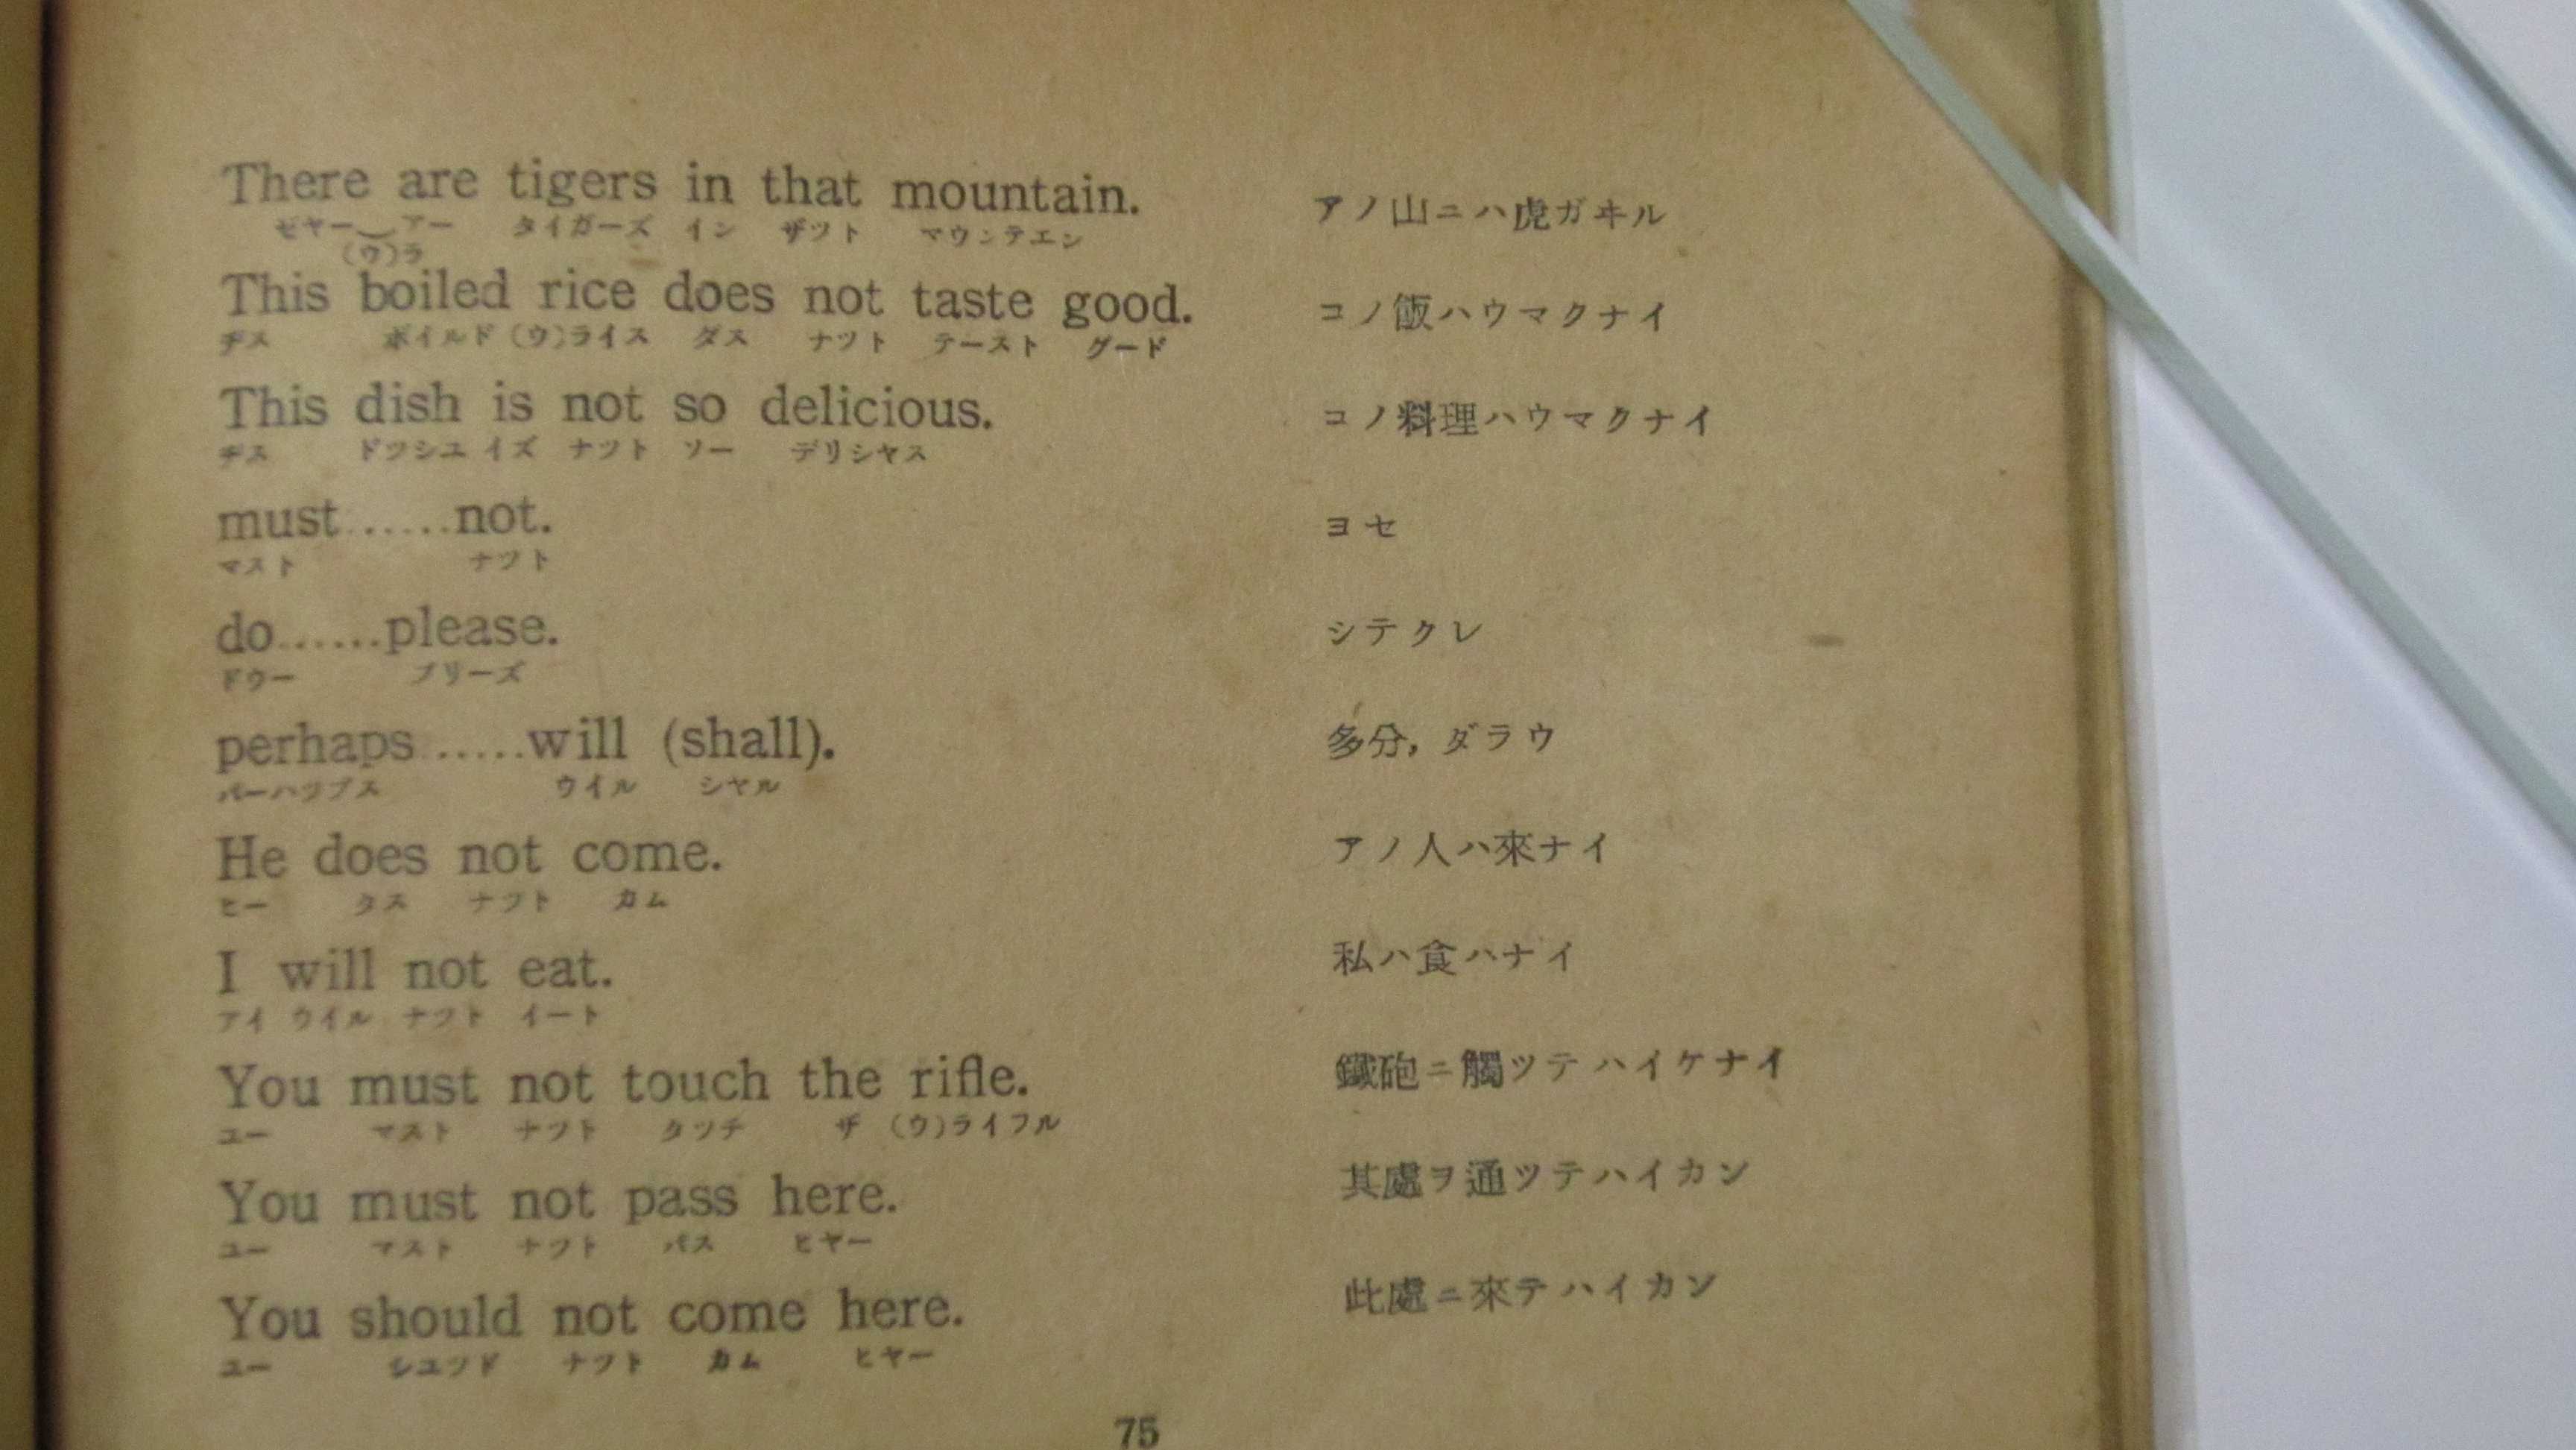 There are tigers in that mountain. アノ山ニハ虎ガヰル
ゼヤー アー タイガーズ イン ザツト マウンテエン
(ウ)ラ
This boiled rice does not taste good. コノ飯ハウマクナイ
ヂス ボイルド (ウ)ライス ダス ナツト テースト グード
This dish is not so delicious. コノ料理ハウマクナイ
ヂス ドツシユ イズ ナツト ソー デリシヤス
must......not. ヨセ
マスト ナツト
do......please. シテクレ
ドウー プリーズ
perhaps......will (shall). 多分, ダラウ
パーハツプス ウイル シヤル
He does not come. アノ人ハ來ナイ
ヒー タス ナツト カム
I will not eat. 私ハ食ハナイ
アイ ウイル ナツト イート
You must not touch the rifle. 鐵砲ニ觸ツテハイケナイ
ユー マスト ナツト タツチ ザ (ウ)ライフル
You must not pass here. 其處ヲ通ツテハイカン
ユー マスト ナツト パス ヒヤー
You should not come here. 此處ニ來テハイカン
ユー シユツド ナツト カム ヒヤー
75